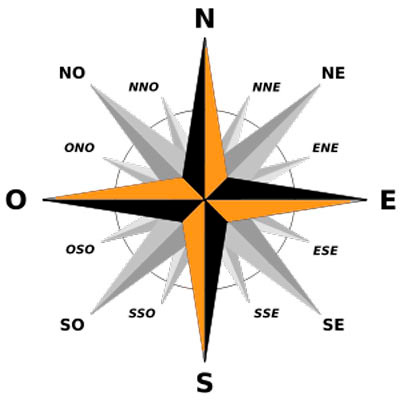 N
NO NE
NNO NNE
ONO ENE
O E
OSO ESE
SSO SSE
SO SE
S